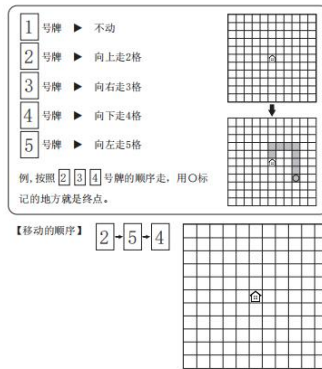 1 号牌 ▶ 不动
2 号牌 ▶ 向上走2格
3 号牌 ▶ 向右走3格
4 号牌 ▶ 向下走4格
5 号牌 ▶ 向左走5格
例,按照 2 3 4 号牌的顺序走,用O标
记的地方就是终点。
【移动的顺序】 2 → 5 → 4